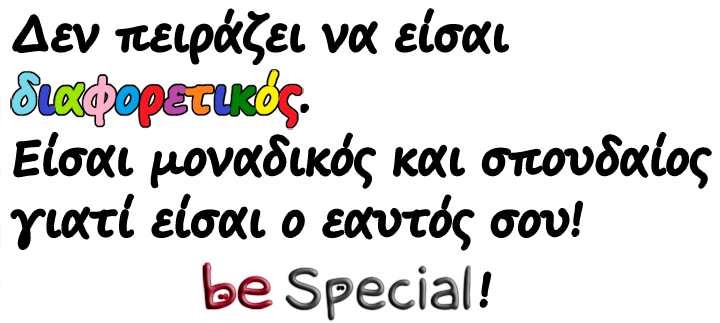 Δεν πειράζει να είσαι
διαφορετικός.
Είσαι μοναδικός και σπουδαίος
γιατί είσαι ο εαυτός σου!
be Special!